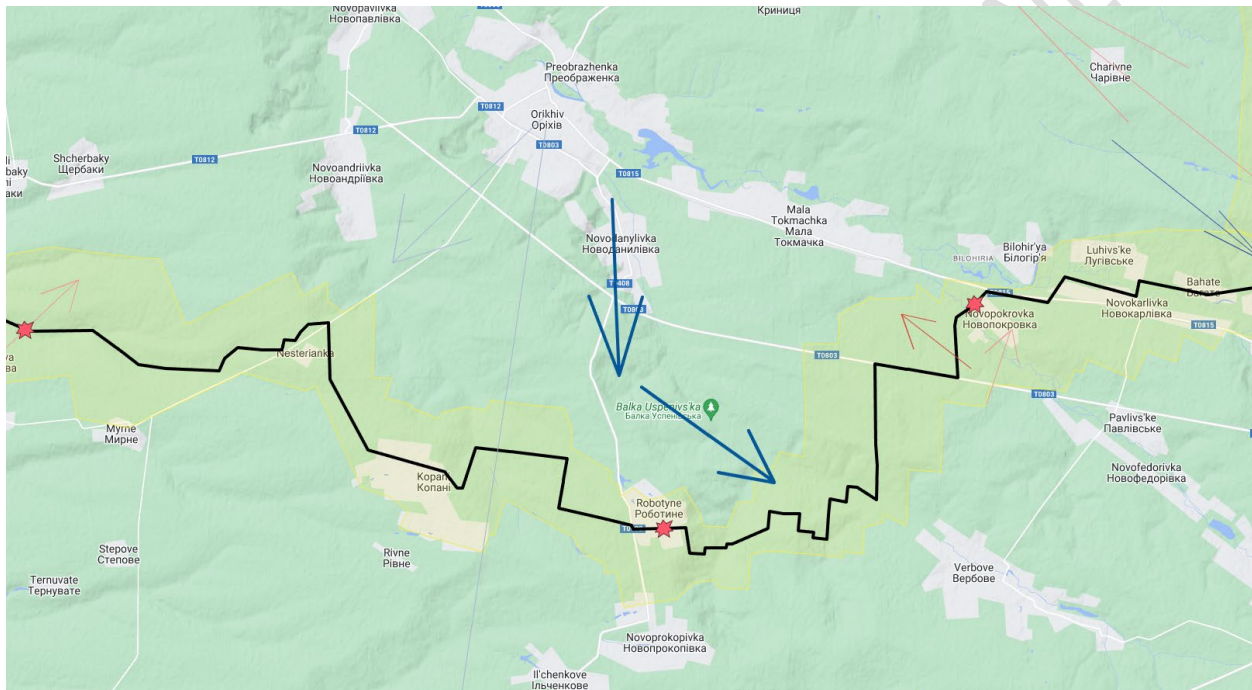 Novopavlivka
Новопавлівка
Криниця
Preobrazhenka
Преображенка
Charivne
Чарівне
T0812
Orikhiv
Оріхів
T0812
T0803
Shcherbaky
Щербаки
T0812
Novoandriivka
Новоандріївка
T0815
Mala
Tokmachka
Мала
Токмачка
Novodanylivka
Новоданилівка
Bilohir'ya
Білогір'я
BILOHIRIA
Luhivs'ke
Лугівське
Bahate
Багате
T0815
Novokarlivka
Новокарлівка
T0815
Novopokrovka
Новопокровка
Nesterianka
T0803
T0803
Balka Uspenivs'ka
Балка Успенівська
Pavlivs'ke
Павлівське
Myrne
Мирне
Novofedorivka
Новофедорівка
Копані
Robotyne
Роботине
Stepove
Степове
Rivne
Рівне
Verbove
Вербове
Ternuvate
Тернувате
Novoprokopivka
Новопрокопівка
Il'chenkove
Ільченкове